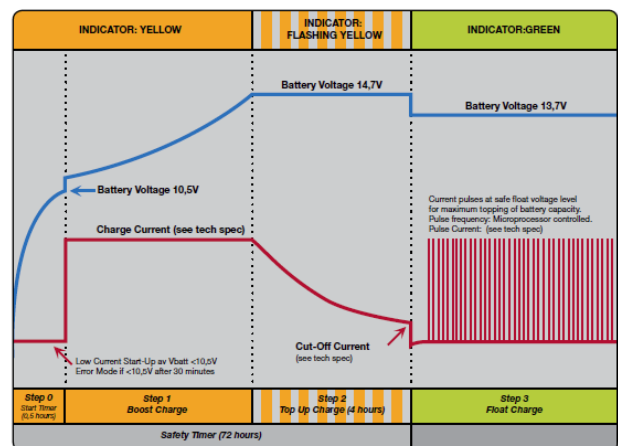 INDICATOR: YELLOW
INDICATOR:
FLASHING YELLOW
INDICATOR:GREEN
Battery Voltage 14,7V
Battery Voltage 13,7V
Battery Voltage 10,5V
Current pulses at safe float voltage level
for maximum topping of battery capacity.
Pulse frequency: Microprocessor controlled.
Pulse Current:  (see tech spec)
Charge Current (see tech spec)
Low Current Start-Up av Vbatt <10,5V
Error Mode if <10,5V after 30 minutes
Cut-Off Current
(see tech spec)
Step 0
Start Timer
(0,5 hours)
Step 1
Boost Charge
Step 2
Top Up Charge (4 hours)
Step 3
Float Charge
Safety Timer (72 hours)